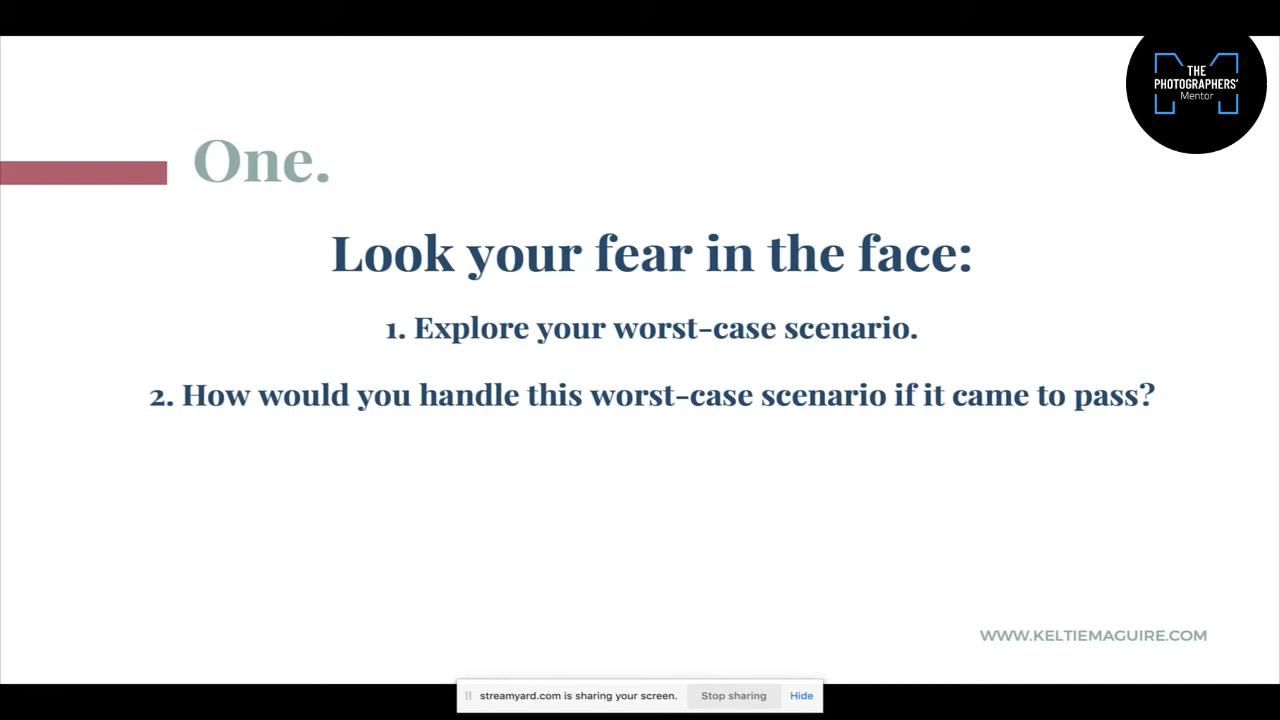 THE
PHOTOGRAPHERS'
Mentor
One.
Look your fear in the face:
1. Explore your worst-case scenario.
2. How would you handle this worst-case scenario if it came to pass?
WWW.KELTIEMAGUIRE.COM
streamyard.com is sharing your screen. Stop sharing Hide